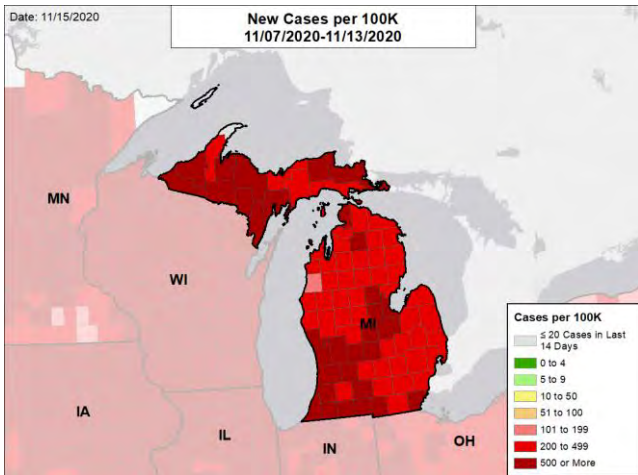 Date: 11/15/2020
New Cases per 100K
11/07/2020-11/13/2020
MN
WI
MI
IA
IL
IN
OH
Cases per 100K
≤ 20 Cases in Last
14 Days
0 to 4
5 to 9
10 to 50
51 to 100
101 to 199
200 to 499
500 or More